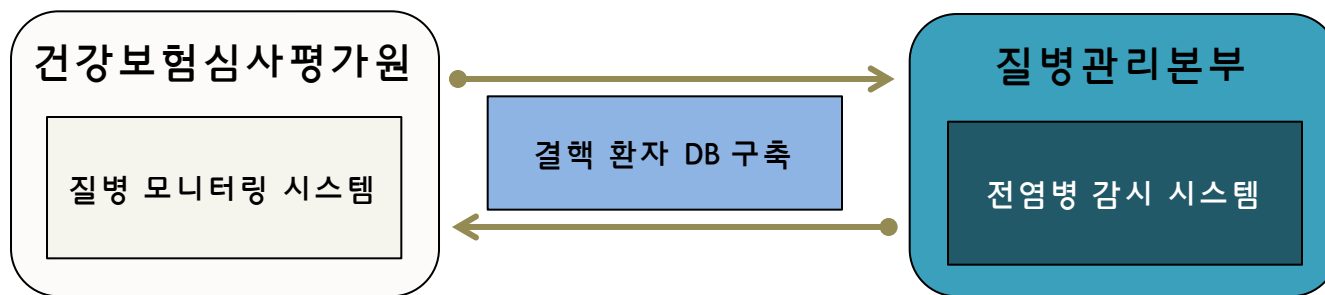 건강보험심사평가원
질병 모니터링 시스템
결핵 환자 DB 구축
질병관리본부
전염병 감시 시스템